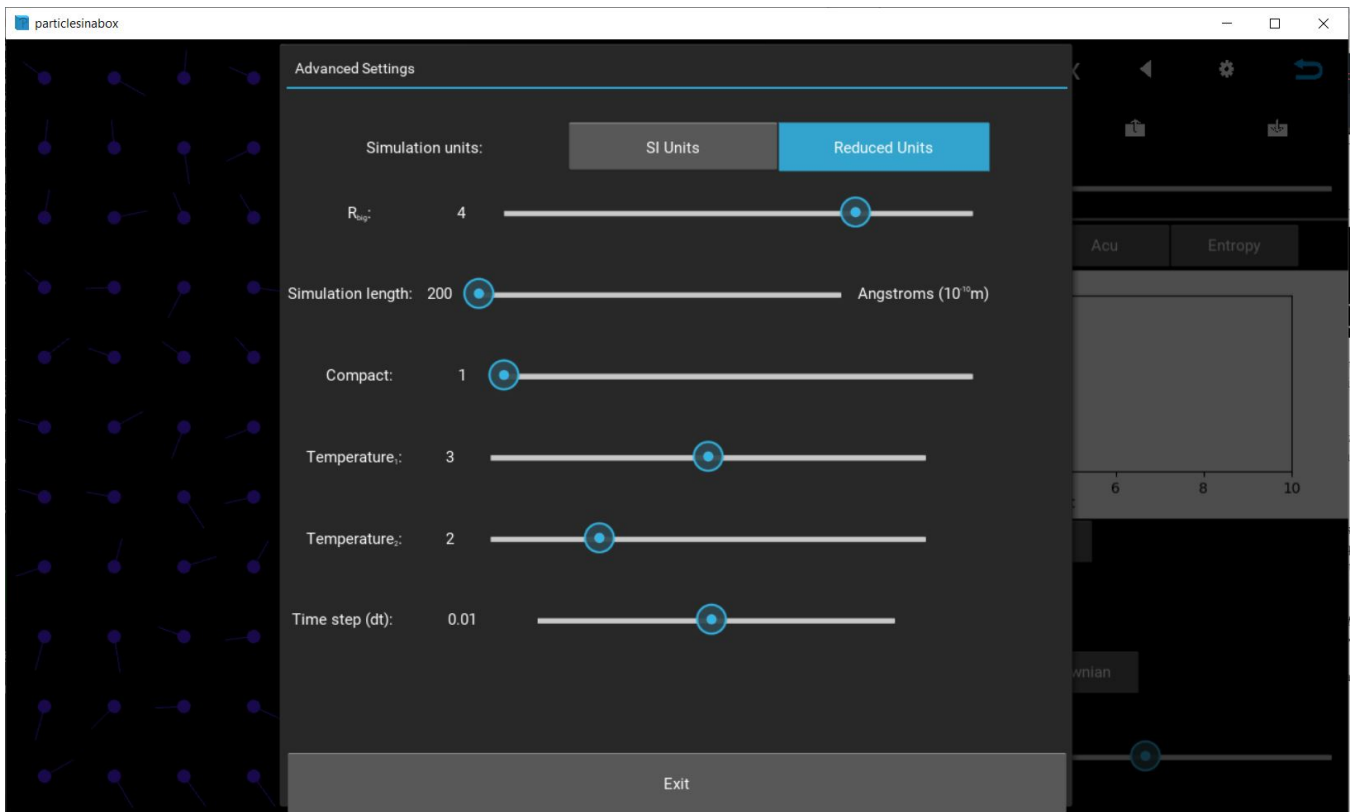 particlesinabox
Advanced Settings
Simulation units: SI Units Reduced Units
R_big: 4
Acu Entropy
Simulation length: 200 Angstroms (10⁻¹⁰m)
Compact: 1
Temperature₁: 3
6 8 10
Temperature₂: 2
Time step (dt): 0.01
wnian
Exit